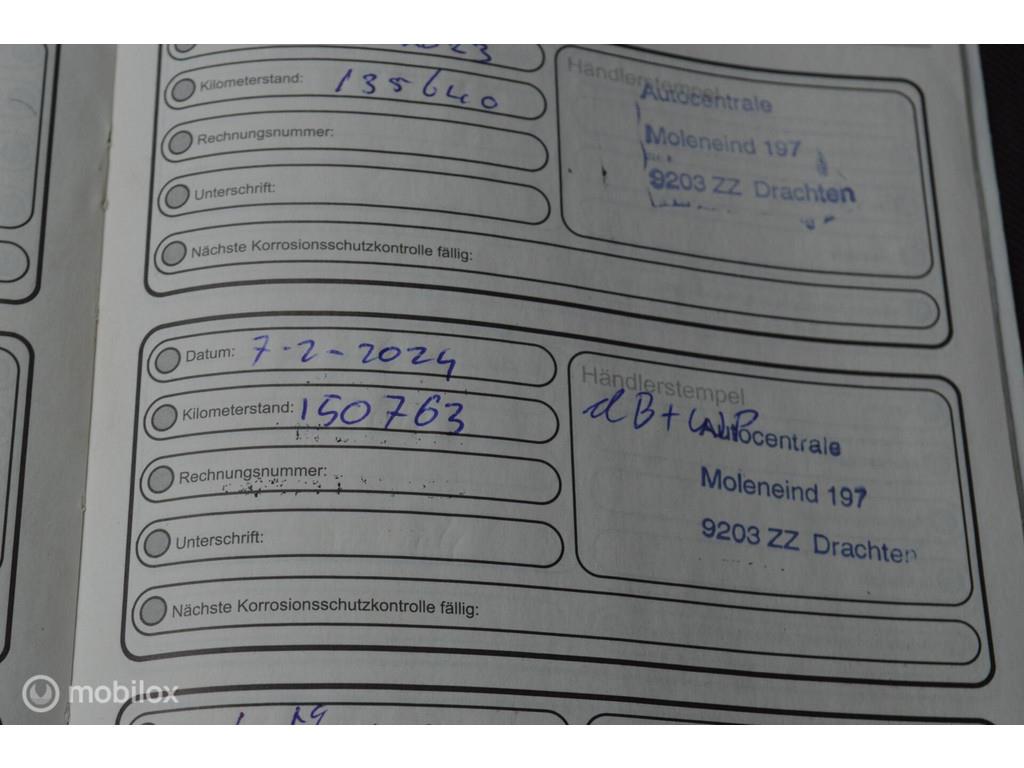 Kilometerstand: 135640
Rechnungsnummer:
Unterschrift:
Nächste Korrosionsschutzkontrolle fällig:
Händlerstempel
Autocentrale
Moleneind 197
9203 ZZ Drachten
Datum: 7-2-2024
Kilometerstand: 150763
Rechnungsnummer:
Unterschrift:
Nächste Korrosionsschutzkontrolle fällig:
Händlerstempel
Autocentrale
Moleneind 197
9203 ZZ Drachten
mobilox